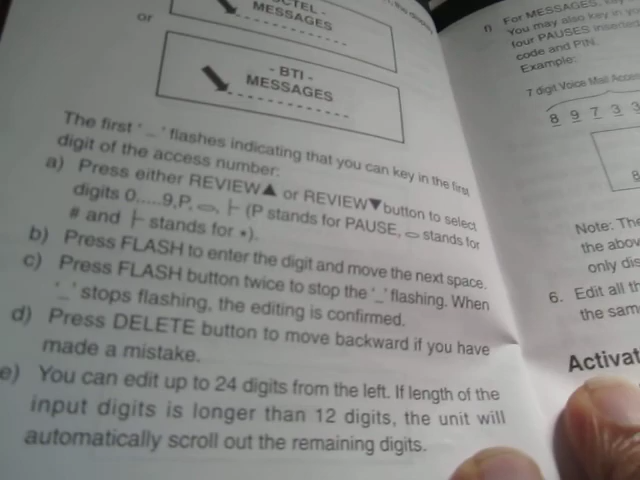 MESSAGES
or
- BTI -
MESSAGES
The first ' _ ' flashes indicating that you can key in the first
digit of the access number:
a) Press either REVIEW▲ or REVIEW▼button to select
digits 0.....9,P, ⊂⊃, ├ (P stands for PAUSE, ⊂⊃ stands for
# and ├ stands for *).
b) Press FLASH to enter the digit and move the next space.
c) Press FLASH button twice to stop the '_' flashing. When
'_' stops flashing, the editing is confirmed.
d) Press DELETE button to move backward if you have
made a mistake.
e) You can edit up to 24 digits from the left. If length of the
input digits is longer than 12 digits, the unit will
automatically scroll out the remaining digits.
f) For MESSAGES, key
You may also key in
four PAUSES inserted
code and PIN.
Example:
7 digit Voice Mail
8 9 7 3 3
8
Note: The
the
only
6. Edit all
the